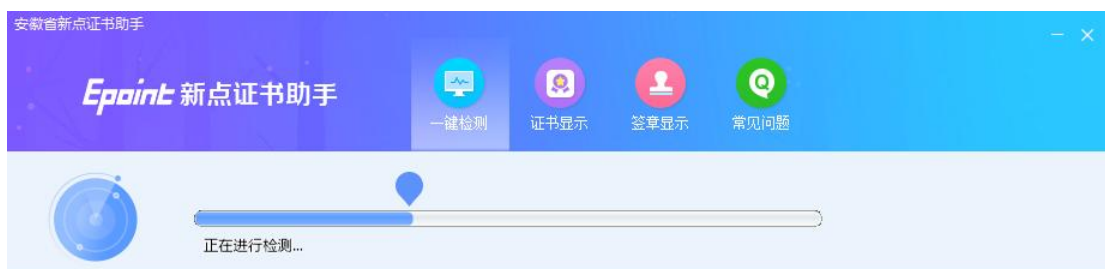 安徽省新点证书助手
Epoint 新点证书助手
一键检测
证书显示
签章显示
常见问题
正在进行检测...